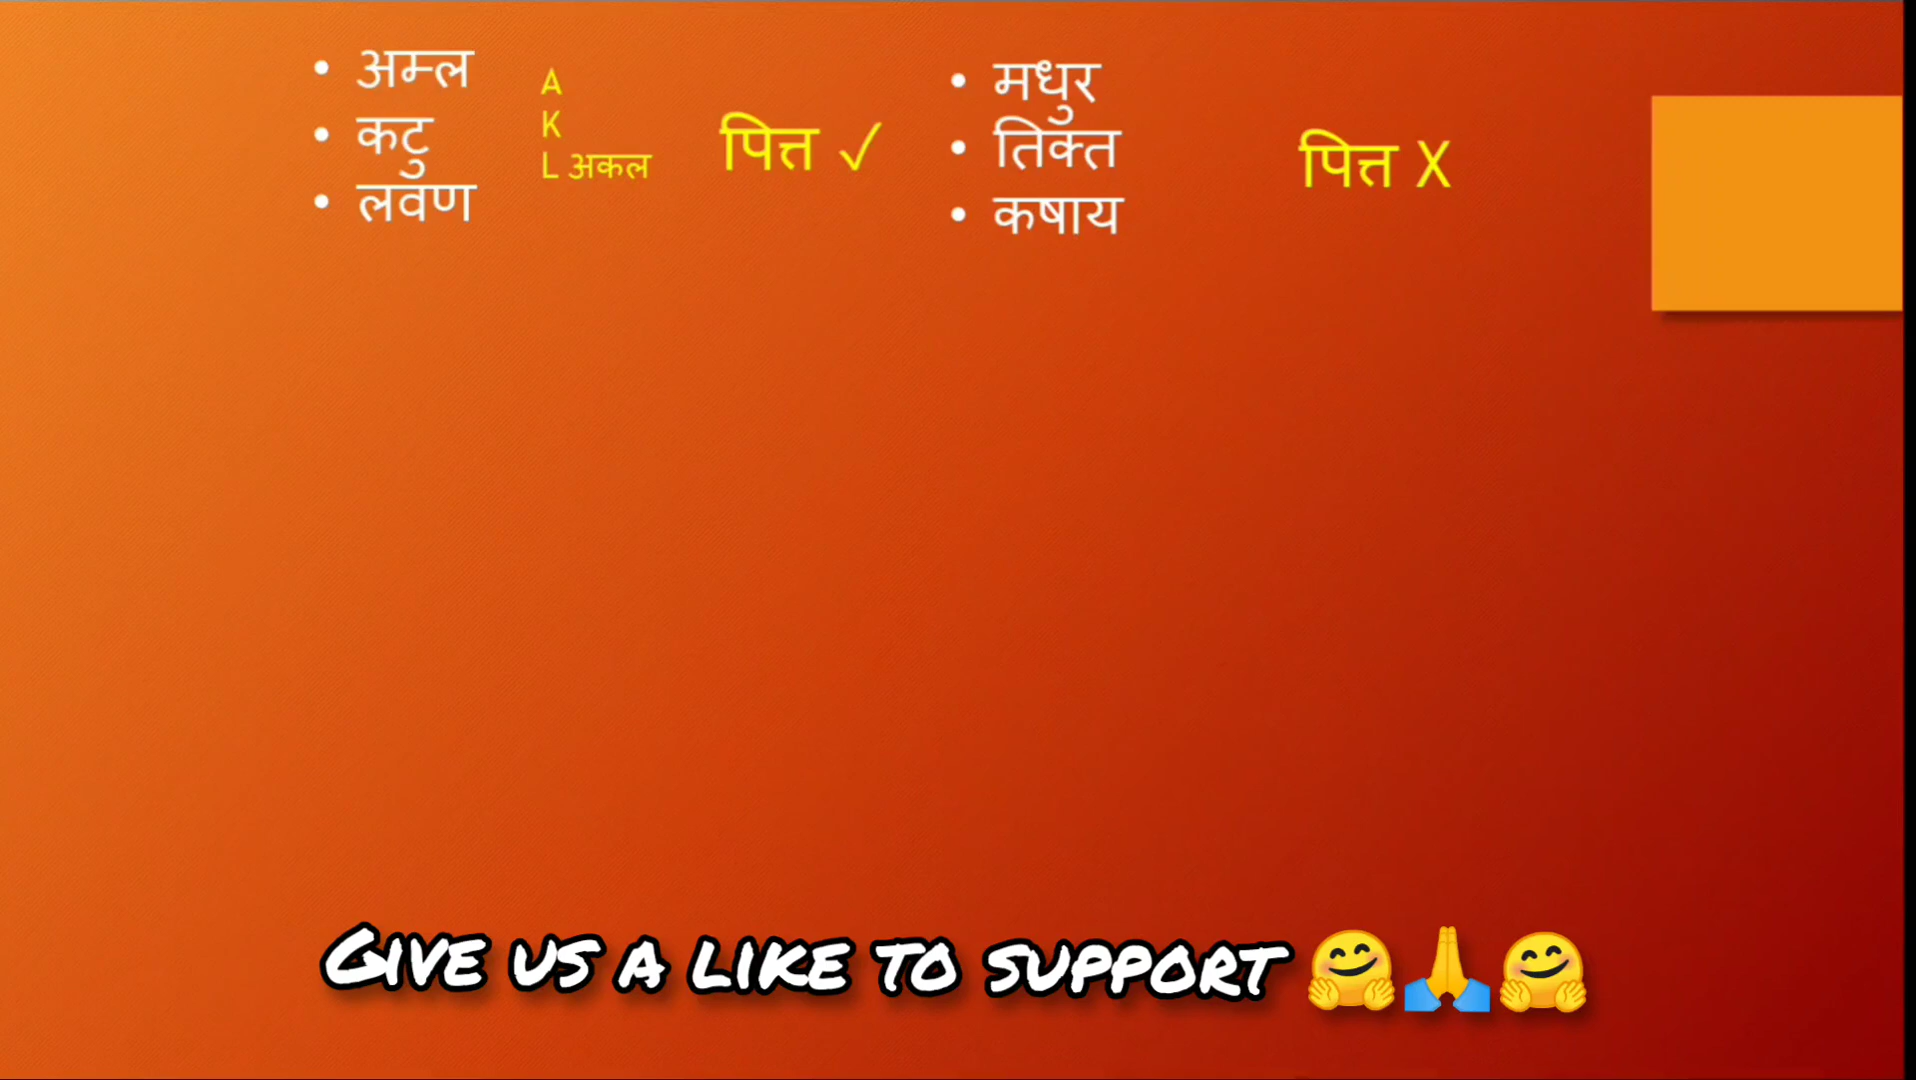 • अम्ल
• कटु
• लवण
A
K
L अकल
पित्त ✓
• मधुर
• तिक्त
• कषाय
पित्त X
GIVE US A LIKE TO SUPPORT 🤗🙏🤗